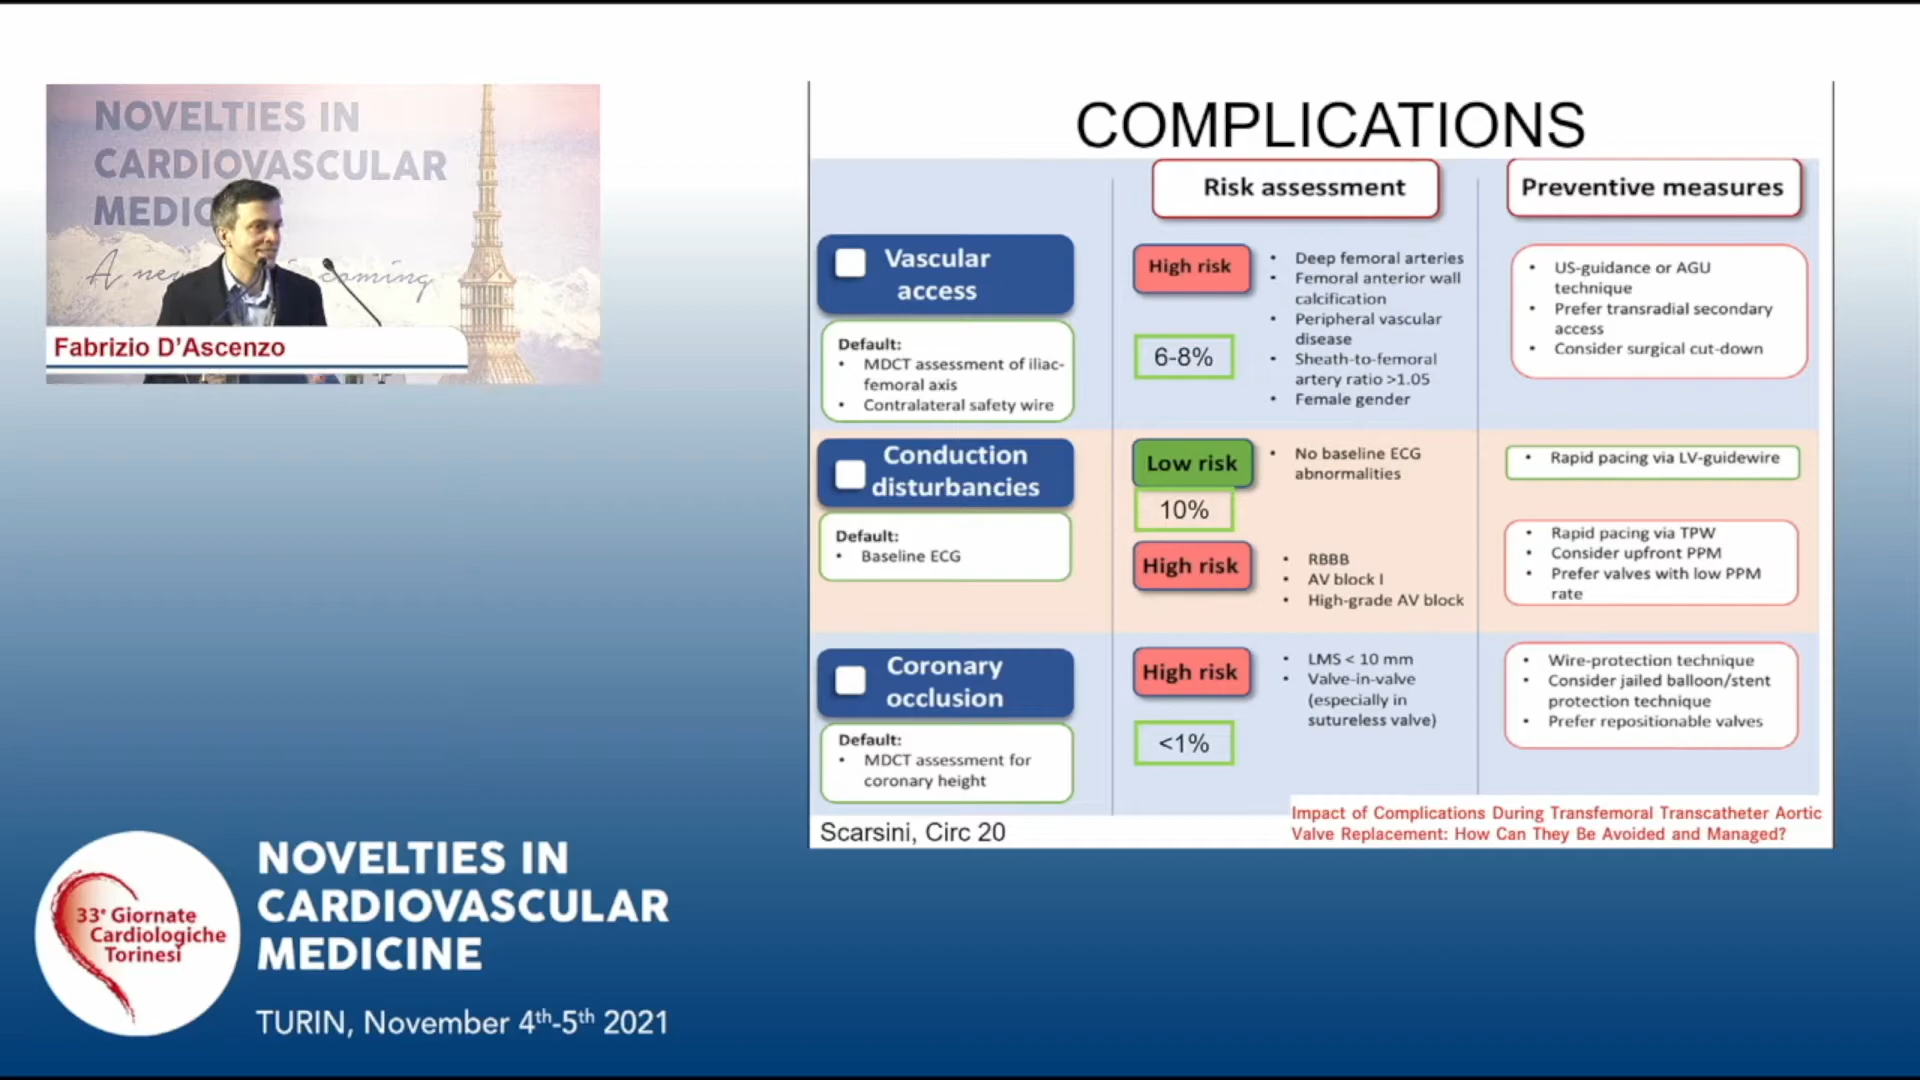 NOVELTIES IN
CARDIOVASCULAR
MEDIC
A new
coming
Fabrizio D'Ascenzo
COMPLICATIONS
Risk assessment
Preventive measures
Vascular
access
Default:
• MDCT assessment of iliac-
femoral axis
• Contralateral safety wire
High risk
6-8%
• Deep femoral arteries
• Femoral anterior wall
calcification
• Peripheral vascular
disease
• Sheath-to-femoral
artery ratio >1.05
• Female gender
• US-guidance or AGU
technique
• Prefer transradial secondary
access
• Consider surgical cut-down
Conduction
disturbancies
Default:
• Baseline ECG
Low risk
10%
• No baseline ECG
abnormalities
• Rapid pacing via LV-guidewire
High risk
• RBBB
• AV block I
• High-grade AV block
• Rapid pacing via TPW
• Consider upfront PPM
• Prefer valves with low PPM
rate
Coronary
occlusion
Default:
• MDCT assessment for
coronary height
High risk
<1%
• LMS < 10 mm
• Valve-in-valve
(especially in
sutureless valve)
• Wire-protection technique
• Consider jailed balloon/stent
protection technique
• Prefer repositionable valves
Scarsini, Circ 20
Impact of Complications During Transfemoral Transcatheter Aortic
Valve Replacement: How Can They Be Avoided and Managed?
33ᵉ Giornate
Cardiologiche
Torinesi
NOVELTIES IN
CARDIOVASCULAR
MEDICINE
TURIN, November 4th-5th 2021